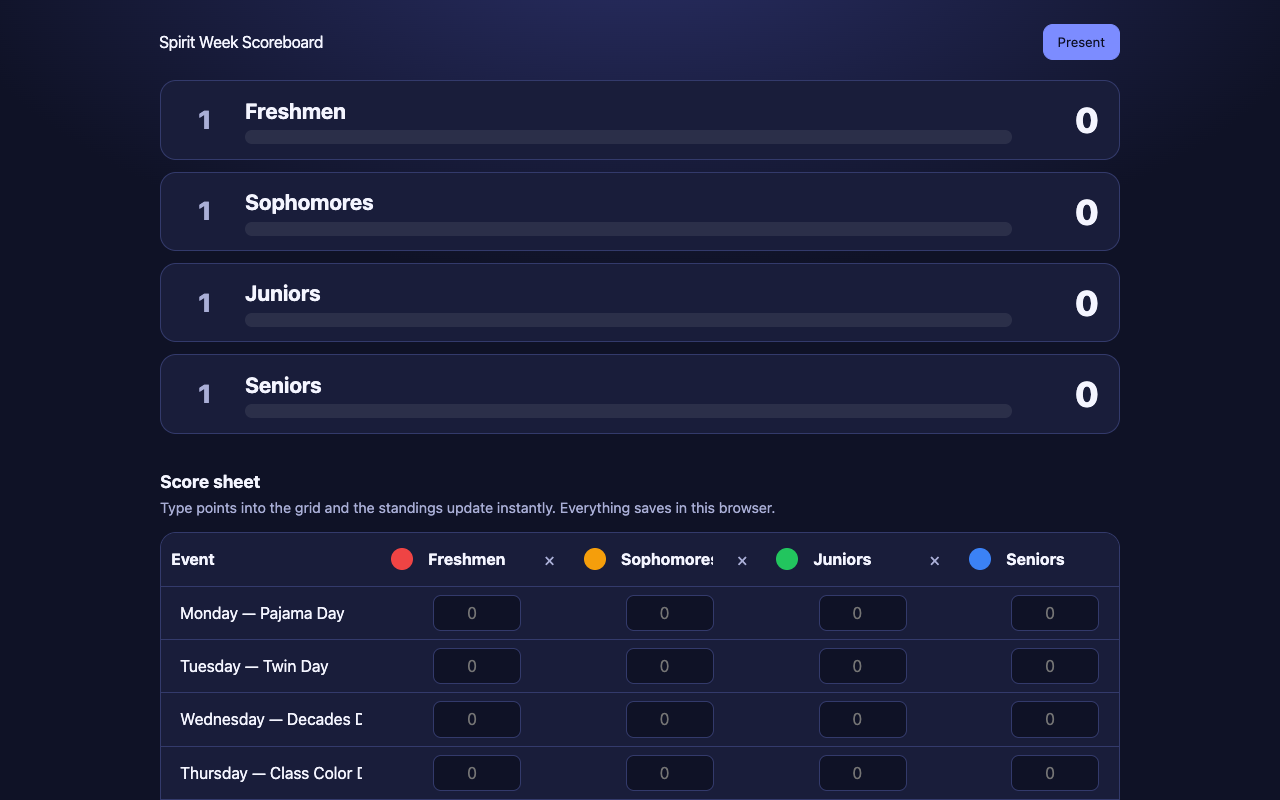 Spirit Week Scoreboard
Present
1 Freshmen 0
1 Sophomores 0
1 Juniors 0
1 Seniors 0
Score sheet
Type points into the grid and the standings update instantly. Everything saves in this browser.
Event Freshmen × Sophomores × Juniors × Seniors
Monday — Pajama Day 0 0 0 0
Tuesday — Twin Day 0 0 0 0
Wednesday — Decades D 0 0 0 0
Thursday — Class Color D 0 0 0 0